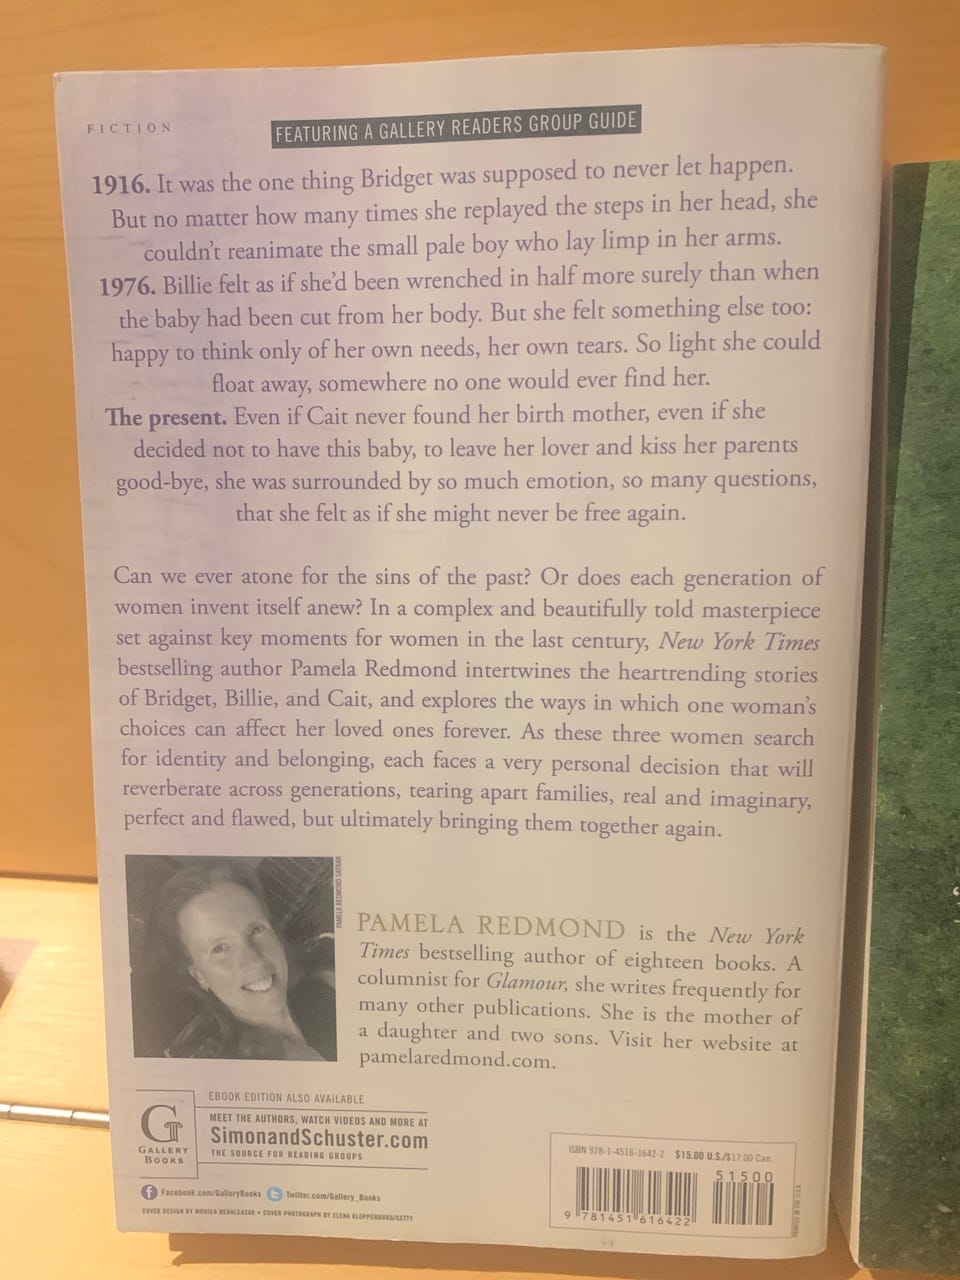 FICTION
FEATURING A GALLERY READERS GROUP GUIDE
1916. It was the one thing Bridget was supposed to never let happen.
But no matter how many times she replayed the steps in her head, she
couldn't reanimate the small pale boy who lay limp in her arms.
1976. Billie felt as if she'd been wrenched in half more surely than when
the baby had been cut from her body. But she felt something else too:
happy to think only of her own needs, her own tears. So light she could
float away, somewhere no one would ever find her.
The present. Even if Cait never found her birth mother, even if she
decided not to have this baby, to leave her lover and kiss her parents
good-bye, she was surrounded by so much emotion, so many questions,
that she felt as if she might never be free again.
Can we ever atone for the sins of the past? Or does each generation of
women invent itself anew? In a complex and beautifully told masterpiece
set against key moments for women in the last century, New York Times
bestselling author Pamela Redmond intertwines the heartrending stories
of Bridget, Billie, and Cait, and explores the ways in which one woman's
choices can affect her loved ones forever. As these three women search
for identity and belonging, each faces a very personal decision that will
reverberate across generations, tearing apart families, real and imaginary,
perfect and flawed, but ultimately bringing them together again.
PAMELA REDMOND SATRAN
PAMELA REDMOND is the New York
Times bestselling author of eighteen books. A
columnist for Glamour, she writes frequently for
many other publications. She is the mother of
a daughter and two sons. Visit her website at
pamelaredmond.com.
G
GALLERY
BOOKS
EBOOK EDITION ALSO AVAILABLE
MEET THE AUTHORS, WATCH VIDEOS AND MORE AT
SimonandSchuster.com
THE SOURCE FOR READING GROUPS
Facebook.com/GalleryBooks Twitter.com/Gallery_Books
COVER DESIGN BY MONICA BENALCAZAR • COVER PHOTOGRAPH BY ELENA KLOPPENBURG/GETTY
ISBN 978-1-4516-1642-2 $15.00 U.S./$17.00 Can.
51500
9 781451 616422
PRINTED IN THE U.S.A.